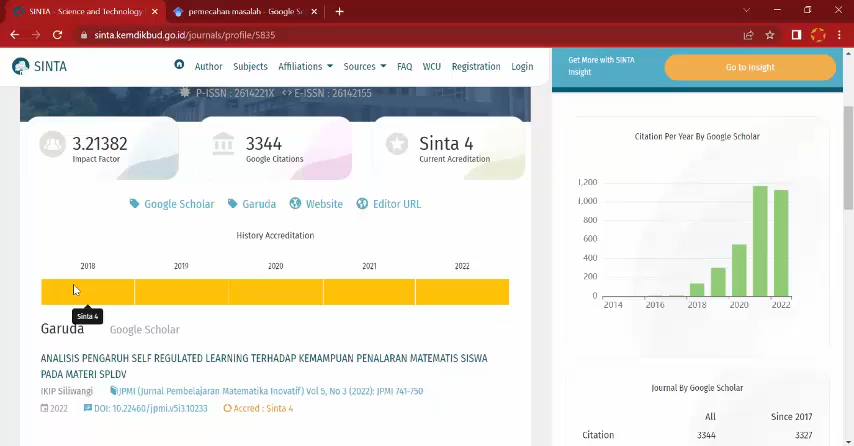 SINTA - Science and Technology
pemecahan masalah - Google Sc
sinta.kemdikbud.go.id/journals/profile/5835
SINTA
Author
Subjects
Affiliations
Sources
FAQ
WCU
Registration
Login
Get More with SINTA
Insight
Go to Insight
P-ISSN : 2614221X <> E-ISSN : 26142155
3.21382
Impact Factor
3344
Google Citations
Sinta 4
Current Acreditation
Google Scholar
Garuda
Website
Editor URL
History Accreditation
2018
2019
2020
2021
2022
Sinta 4
Garuda
Google Scholar
ANALISIS PENGARUH SELF REGULATED LEARNING TERHADAP KEMAMPUAN PENALARAN MATEMATIS SISWA
PADA MATERI SPLDV
IKIP Siliwangi
JPMI (Jurnal Pembelajaran Matematika Inovatif) Vol 5, No 3 (2022): JPMI 741-750
2022
DOI: 10.22460/jpmi.v5i3.10233
Accred : Sinta 4
Citation Per Year By Google Scholar
1,200
1,000
800
600
400
200
0
2014
2016
2018
2020
2022
Journal By Google Scholar
All
Since 2017
Citation
3344
3327